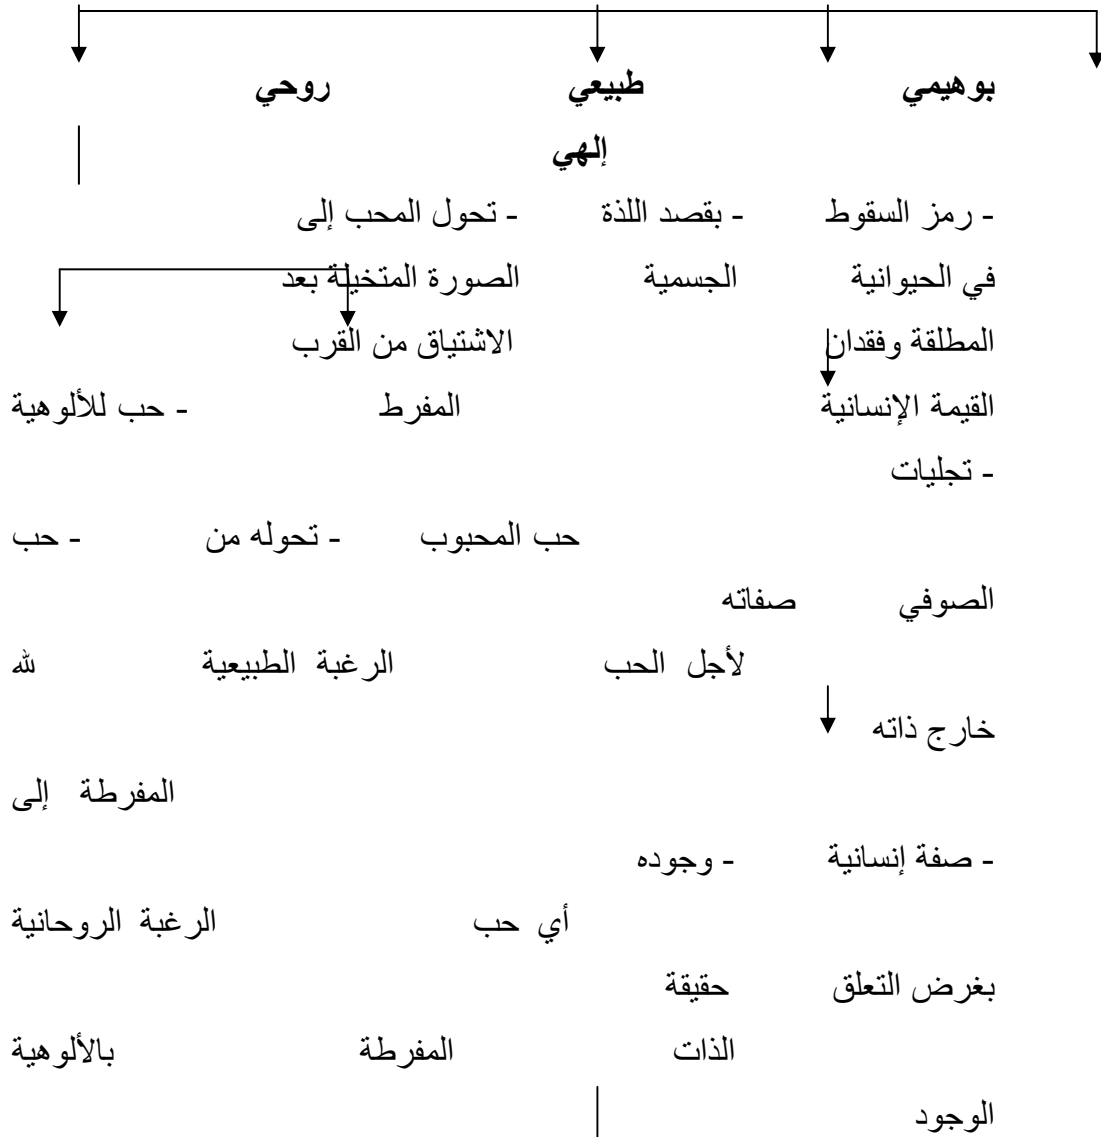 بوهيمي طبيعي روحي
إلهي
- رمز السقوط - بقصد اللذة - تحول المحب إلى
في الحيوانية الجسمية الصورة المتخيلة بعد
المطلقة وفقدان الاشتياق من القرب
القيمة الإنسانية المفرط - حب للألوهية
- تجليات
حب المحبوب - تحوله من - حب
الصوفي صفاته
لأجل الحب الرغبة الطبيعية لله
خارج ذاته
المفرطة إلى
- صفة إنسانية - وجوده
أي حب الرغبة الروحانية
بغرض التعلق حقيقة
الذات المفرطة بالألوهية
الوجود